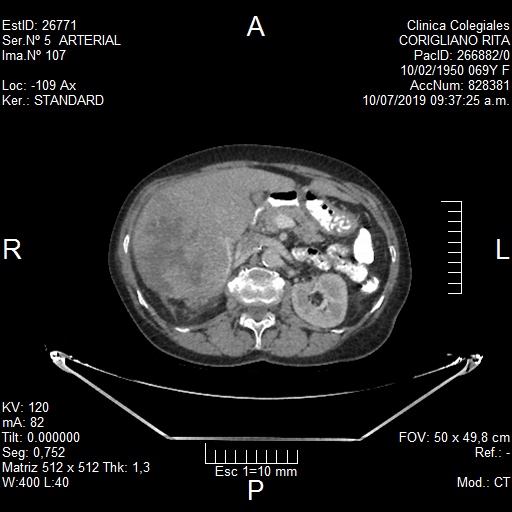 EstID: 26771
Ser.Nº 5 ARTERIAL
Ima.Nº 107
Loc: -109 Ax
Ker.: STANDARD
A
Clinica Colegiales
CORIGLIANO RITA
PacID: 266882/0
10/02/1950 069Y F
AccNum: 828381
10/07/2019 09:37:25 a.m.
R
L
KV: 120
mA: 82
Tilt: 0.000000
Seg: 0,752
Matriz 512 x 512 Thk: 1,3
W:400 L:40
Esc 1=10 mm
P
FOV: 50 x 49,8 cm
Ref.: -
Mod.: CT